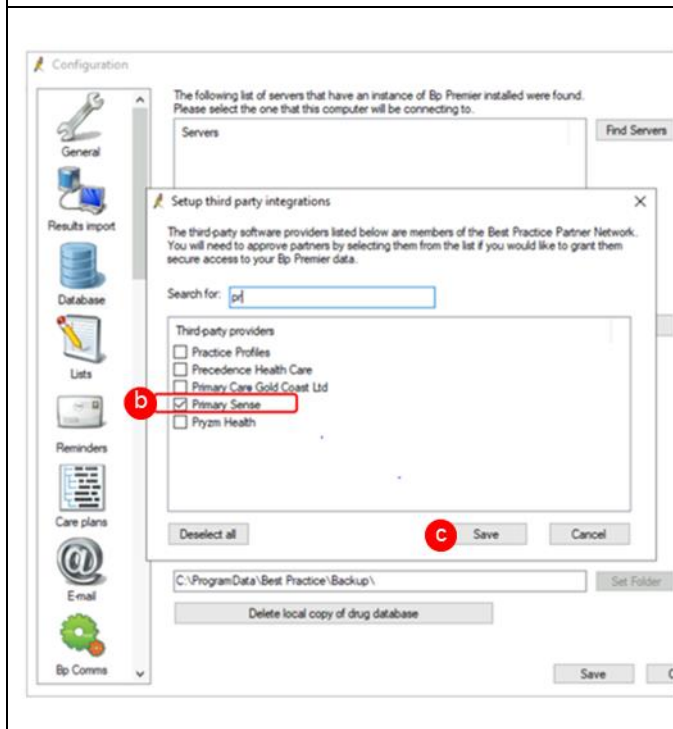 Configuration
The following list of servers that have an instance of Bp Premier installed were found.
Please select the one that this computer will be connecting to.
Servers
Find Servers
General
Results import
Database
Lists
Reminders
Care plans
E-mail
Bp Comms
Setup third party integrations
The third-party software providers listed below are members of the Best Practice Partner Network.
You will need to approve partners by selecting them from the list if you would like to grant them
secure access to your Bp Premier data.
Search for: pr
Third-party providers
Practice Profiles
Precedence Health Care
Primary Care Gold Coast Ltd
b Primary Sense
Pryzm Health
Deselect all
c Save
Cancel
C:\ProgramData\Best Practice\Backup\
Set Folder
Delete local copy of drug database
Save